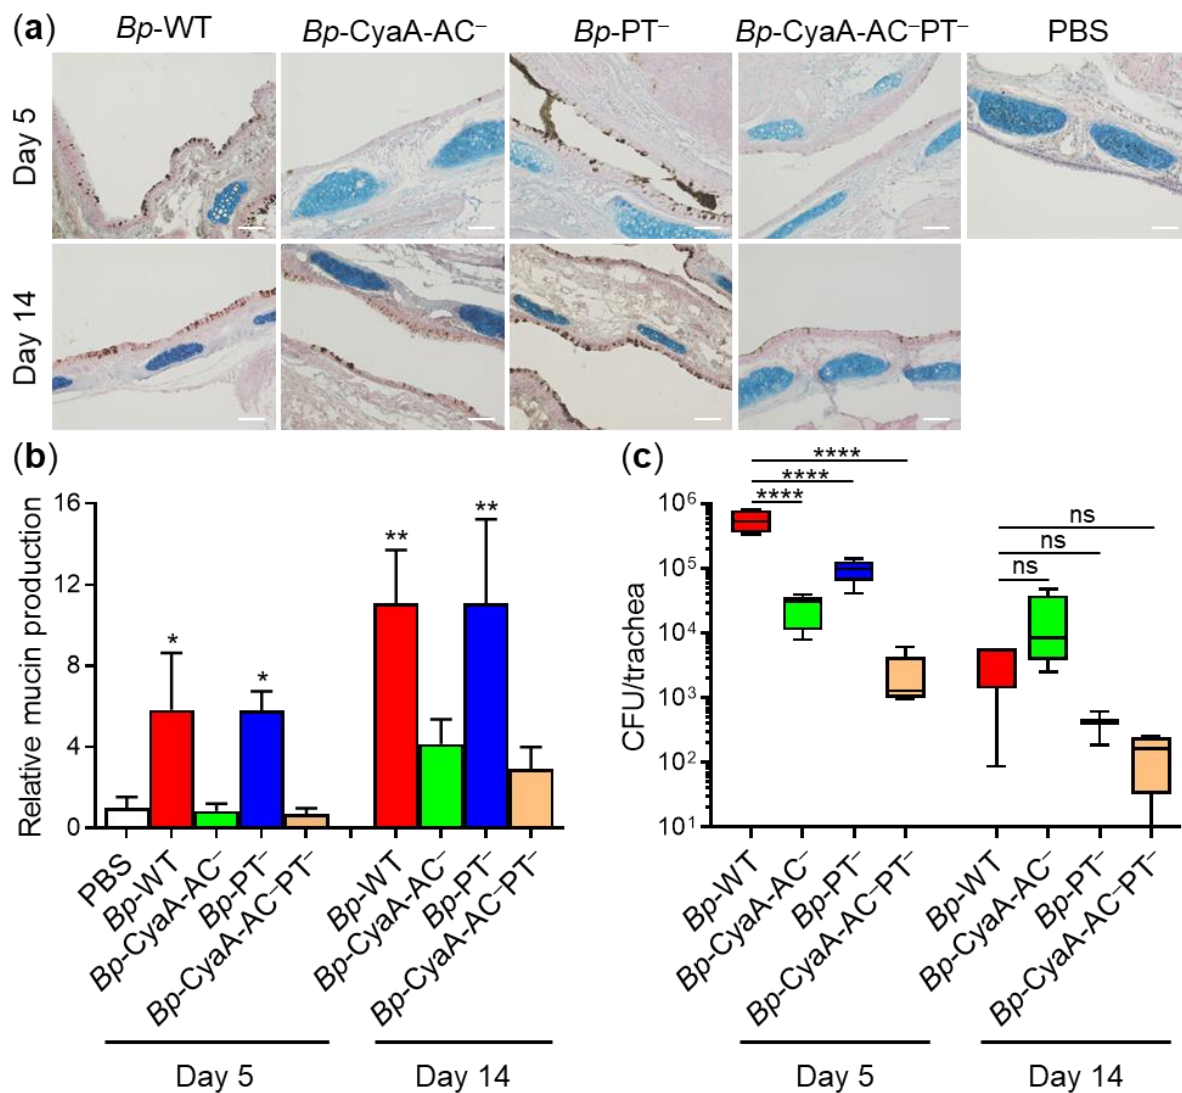 (a)
Bp-WT
Bp-CyaA-AC⁻
Bp-PT⁻
Bp-CyaA-AC⁻PT⁻
PBS
Day 5
Day 14
(b)
Relative mucin production
16
12
8
4
0
*
*
**
**
PBS
Bp-WT
Bp-CyaA-AC⁻
Bp-PT⁻
Bp-CyaA-AC⁻PT⁻
Bp-WT
Bp-CyaA-AC⁻
Bp-PT⁻
Bp-CyaA-AC⁻PT⁻
Day 5
Day 14
(c)
CFU/trachea
10⁶
10⁵
10⁴
10³
10²
10¹
****
****
****
ns
ns
ns
Bp-WT
Bp-CyaA-AC⁻
Bp-PT⁻
Bp-CyaA-AC⁻PT⁻
Bp-WT
Bp-CyaA-AC⁻
Bp-PT⁻
Bp-CyaA-AC⁻PT⁻
Day 5
Day 14